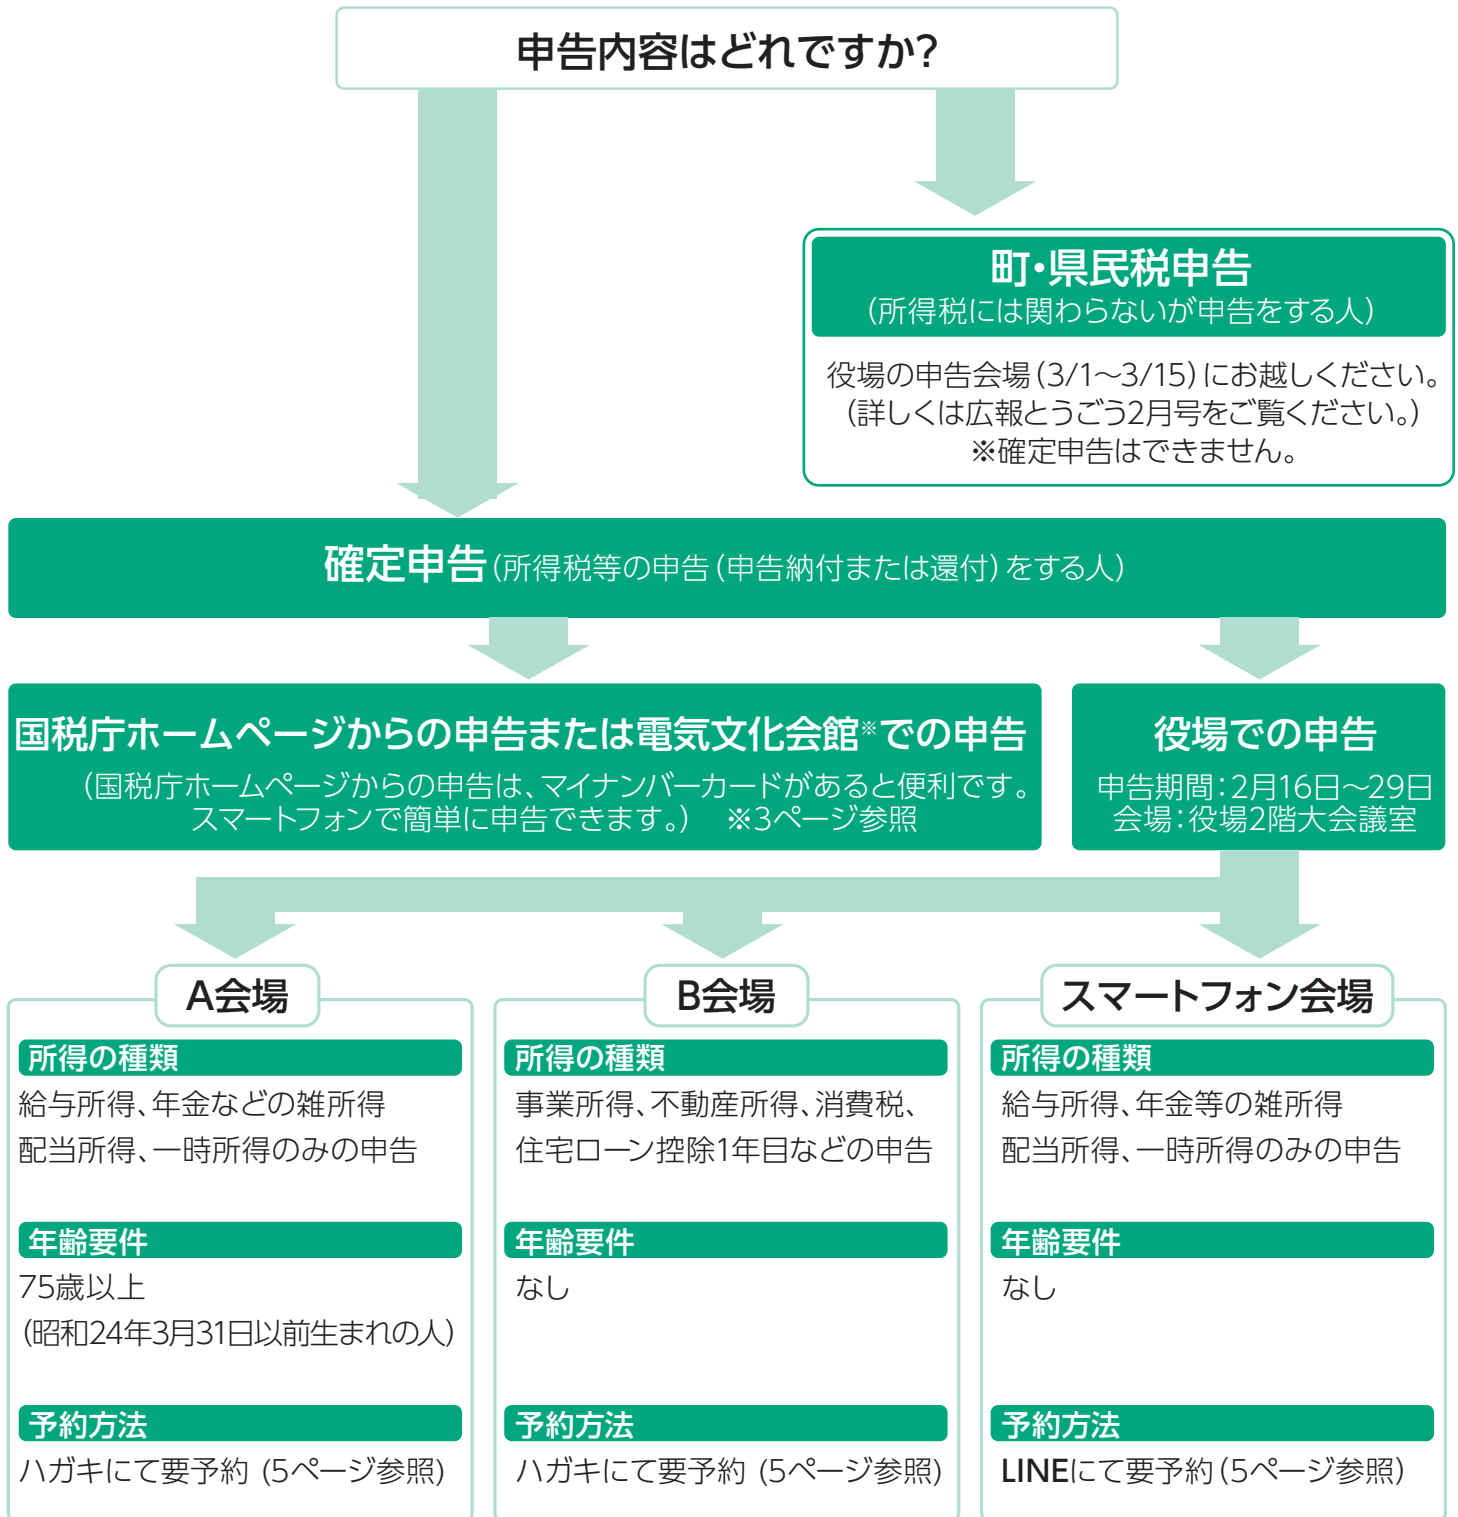 申告内容はどれですか?
町・県民税申告
(所得税には関わらないが申告をする人)
役場の申告会場(3/1～3/15)にお越しください。
(詳しくは広報とうごう2月号をご覧ください。)
※確定申告はできません。
確定申告(所得税等の申告(申告納付または還付)をする人)
国税庁ホームページからの申告または電気文化会館※での申告
(国税庁ホームページからの申告は、マイナンバーカードがあると便利です。
スマートフォンで簡単に申告できます。) ※3ページ参照
役場での申告
申告期間:2月16日～29日
会場:役場2階大会議室
A会場
所得の種類
給与所得、年金などの雑所得
配当所得、一時所得のみの申告
年齢要件
75歳以上
(昭和24年3月31日以前生まれの人)
予約方法
ハガキにて要予約 (5ページ参照)
B会場
所得の種類
事業所得、不動産所得、消費税、
住宅ローン控除1年目などの申告
年齢要件
なし
予約方法
ハガキにて要予約 (5ページ参照)
スマートフォン会場
所得の種類
給与所得、年金等の雑所得
配当所得、一時所得のみの申告
年齢要件
なし
予約方法
LINEにて要予約(5ページ参照)